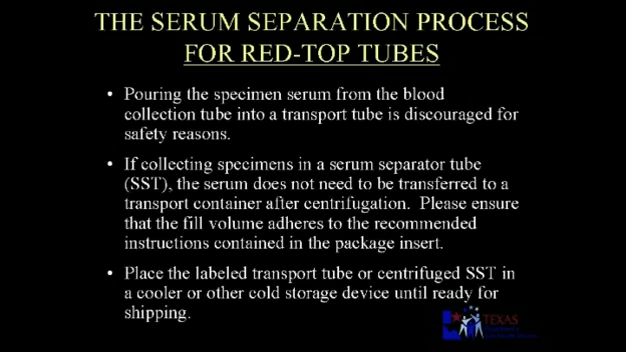 THE SERUM SEPARATION PROCESS
FOR RED-TOP TUBES
• Pouring the specimen serum from the blood
collection tube into a transport tube is discouraged for
safety reasons.
• If collecting specimens in a serum separator tube
(SST), the serum does not need to be transferred to a
transport container after centrifugation. Please ensure
that the fill volume adheres to the recommended
instructions contained in the package insert.
• Place the labeled transport tube or centrifuged SST in
a cooler or other cold storage device until ready for
shipping.
TEXAS